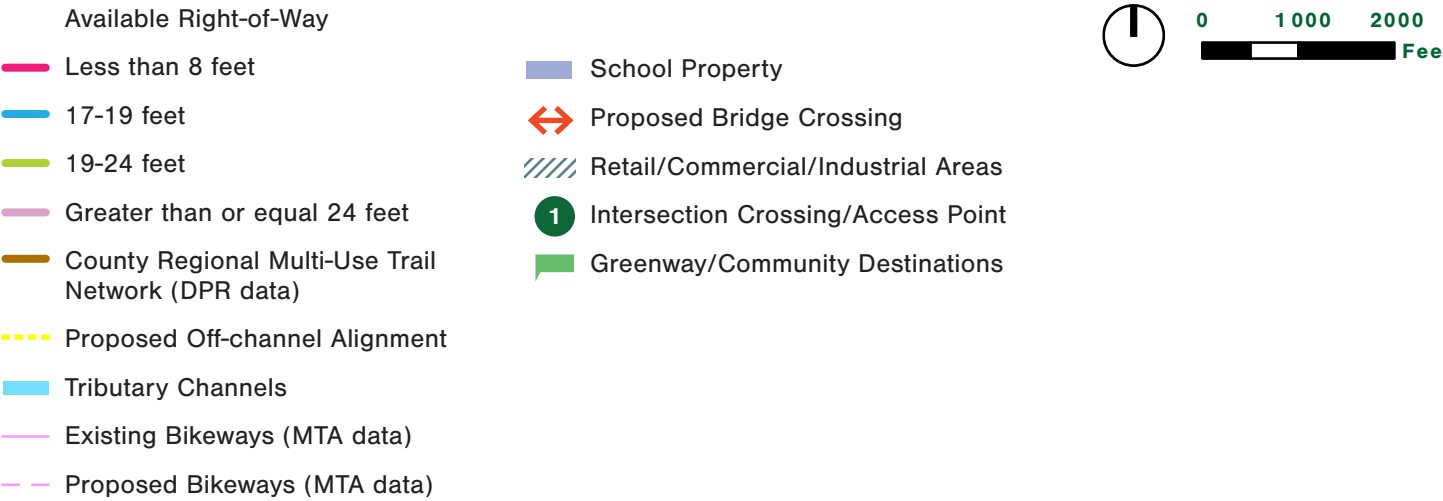 Available Right-of-Way
Less than 8 feet
17-19 feet
19-24 feet
Greater than or equal 24 feet
County Regional Multi-Use Trail
Network (DPR data)
Proposed Off-channel Alignment
Tributary Channels
Existing Bikeways (MTA data)
Proposed Bikeways (MTA data)
School Property
Proposed Bridge Crossing
Retail/Commercial/Industrial Areas
1 Intersection Crossing/Access Point
Greenway/Community Destinations
0 1000 2000
Fee